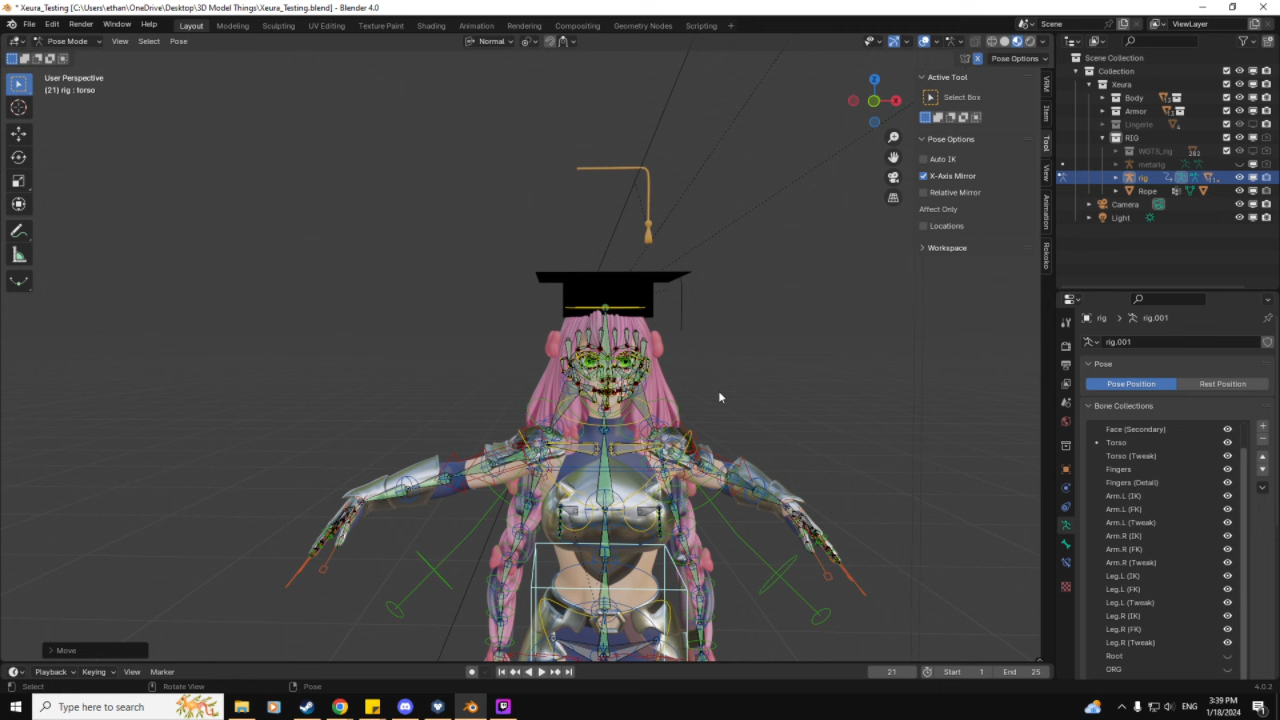 * Xeura_Testing [C:\Users\ethan\OneDrive\Desktop\3D Model Things\Xeura_Testing.blend] - Blender 4.0
File Edit Render Window Help Layout Modeling Sculpting UV Editing Texture Paint Shading Animation Rendering Compositing Geometry Nodes Scripting + Scene ViewLayer
Pose Mode View Select Pose Normal
X Pose Options
User Perspective
(21) rig : torso
Z
X
VRM
Item
Tool
View
Animation
Rokoko
Active Tool
Select Box
Pose Options
Auto IK
X-Axis Mirror
Relative Mirror
Affect Only
Locations
Workspace
Scene Collection
Collection
Xeura
Body
Armor
Lingerie
RIG
WGTS_rig 282
metarig
rig
Rope
Camera
Light
rig rig.001
rig.001
Pose
Pose Position Rest Position
Bone Collections
Face (Secondary)
Torso
Torso (Tweak)
Fingers
Fingers (Detail)
Arm.L (IK)
Arm.L (FK)
Arm.L (Tweak)
Arm.R (IK)
Arm.R (FK)
Arm.R (Tweak)
Leg.L (IK)
Leg.L (FK)
Leg.L (Tweak)
Leg.R (IK)
Leg.R (FK)
Leg.R (Tweak)
Root
ORG
Move
Playback Keying View Marker 21 Start 1 End 25
Select Rotate View Pose 4.0.2
Type here to search
ENG
3:39 PM
1/18/2024